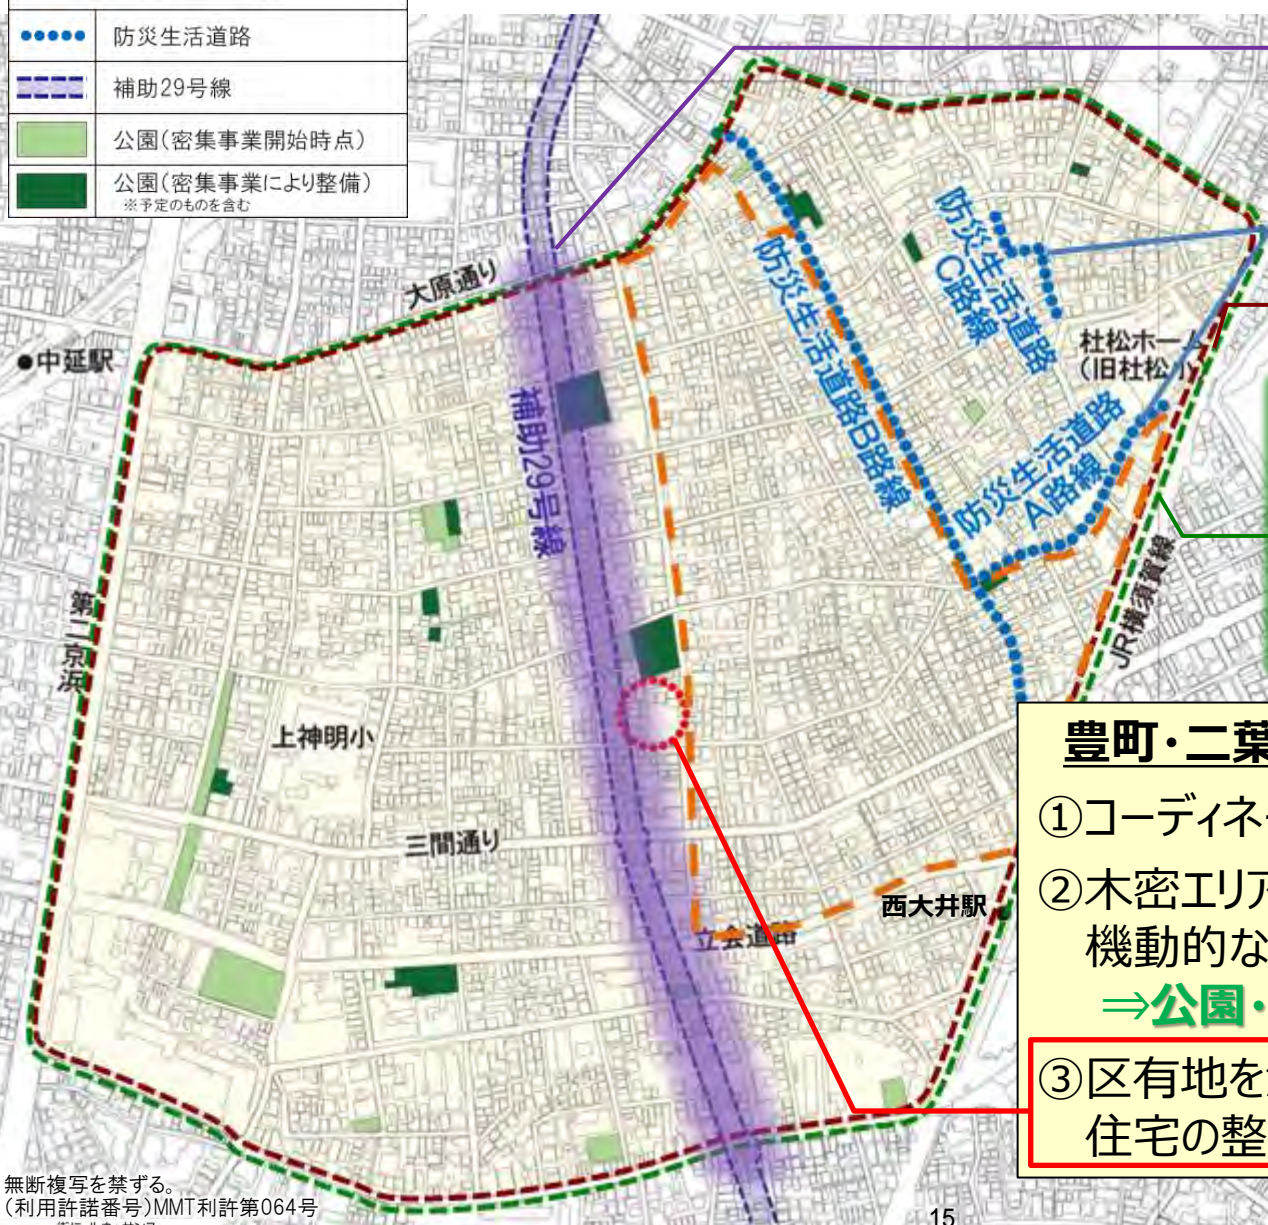 防災生活道路
補助29号線
公園(密集事業開始時点)
公園(密集事業により整備)
※予定のものを含む
大原通り
中延駅
防災生活道路
C路線
防災生活道路B路線
杜松ホーム
(旧杜松小)
補助29号線
防災生活道路
A路線
第二京浜
JR横須賀線
上神明小
三間通り
西大井駅
立会道路
豊町・二葉
①コーディネー
②木密エリア
機動的な
⇒公園・
③区有地を
住宅の整
無断複写を禁ずる。
(利用許諾番号)MMT利許第064号
15